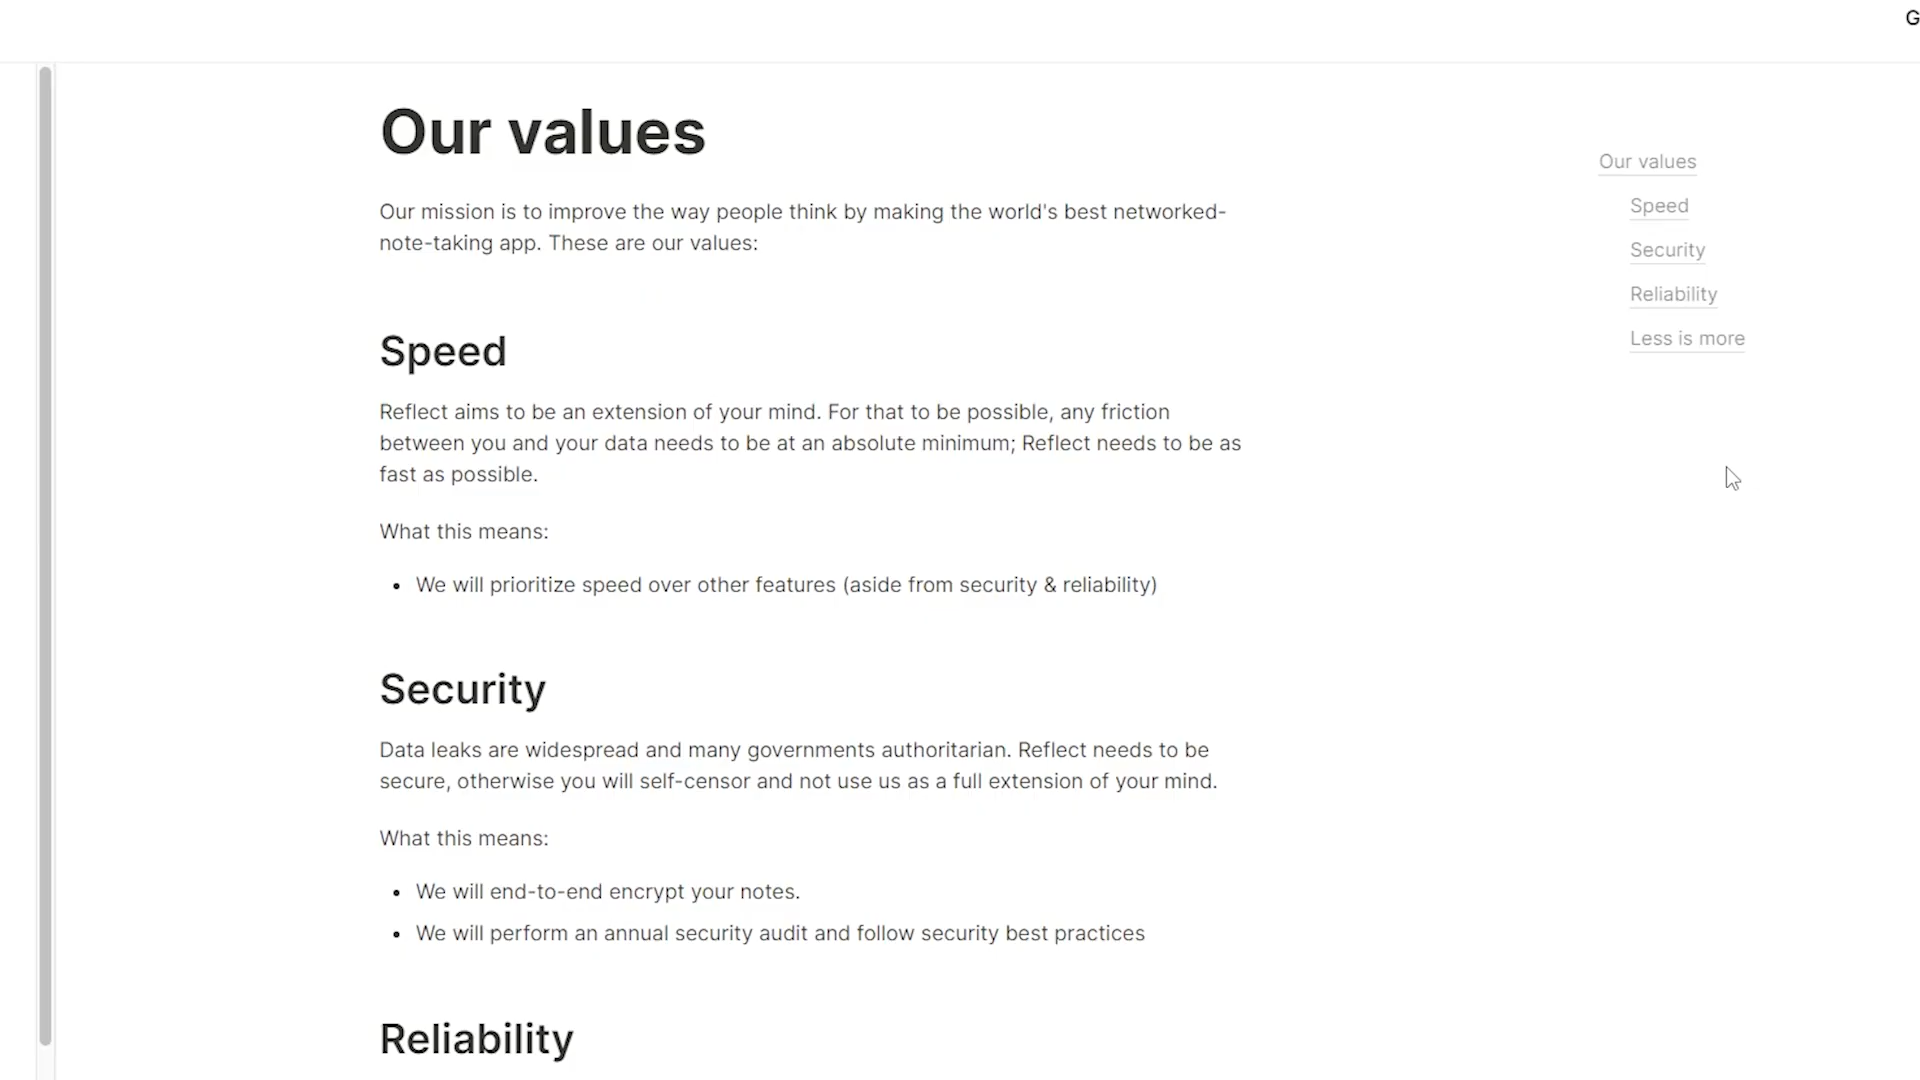 G
Our values
Our mission is to improve the way people think by making the world's best networked-
note-taking app. These are our values:
Speed
Reflect aims to be an extension of your mind. For that to be possible, any friction
between you and your data needs to be at an absolute minimum; Reflect needs to be as
fast as possible.
What this means:
• We will prioritize speed over other features (aside from security & reliability)
Security
Data leaks are widespread and many governments authoritarian. Reflect needs to be
secure, otherwise you will self-censor and not use us as a full extension of your mind.
What this means:
• We will end-to-end encrypt your notes.
• We will perform an annual security audit and follow security best practices
Reliability
Our values
Speed
Security
Reliability
Less is more